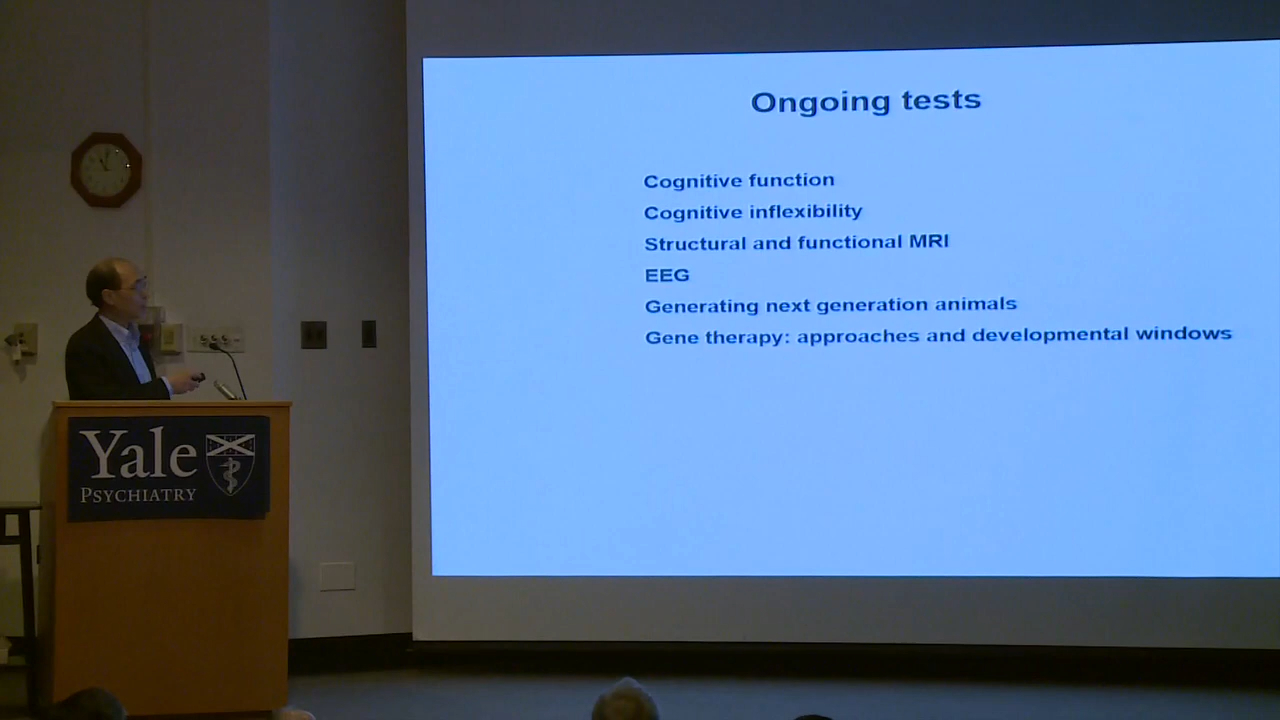 Ongoing tests
Cognitive function
Cognitive inflexibility
Structural and functional MRI
EEG
Generating next generation animals
Gene therapy: approaches and developmental windows
Yale
PSYCHIATRY